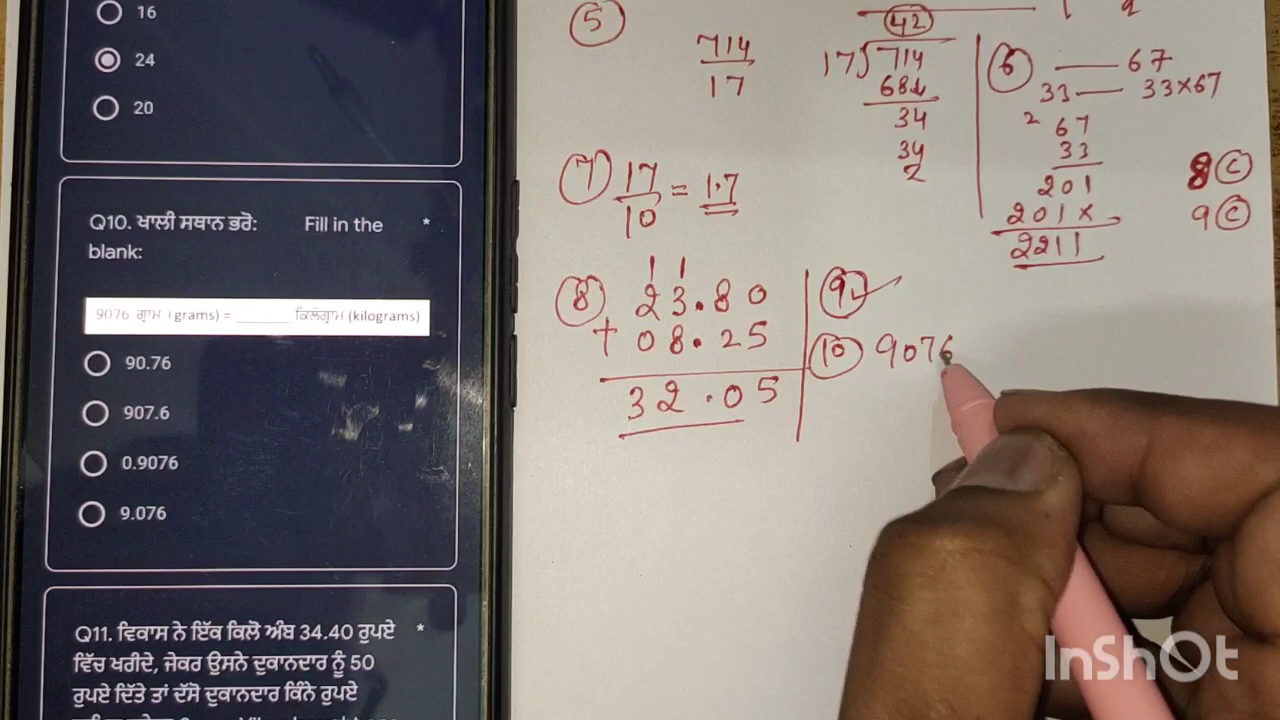 16
24
20
Q10. ਖਾਲੀ ਸਥਾਨ ਭਰੋ: Fill in the *
blank:
9076 ਗ੍ਰਾਮ (grams) = ______ ਕਿਲੋਗ੍ਰਾਮ (kilograms)
90.76
907.6
0.9076
9.076
Q11. ਵਿਕਾਸ ਨੇ ਇੱਕ ਕਿਲੋ ਅੰਬ 34.40 ਰੁਪਏ *
ਵਿੱਚ ਖਰੀਦੇ, ਜੇਕਰ ਉਸਨੇ ਦੁਕਾਨਦਾਰ ਨੂੰ 50
ਰੁਪਏ ਦਿੱਤੇ ਤਾਂ ਦੱਸੋ ਦੁਕਾਨਦਾਰ ਕਿੰਨੇ ਰੁਪਏ
5
714
17
42
17 714
68↓
34
34
6 — 67
33 — 33×67
2 67
33
201
201×
2211
7 17
10
= 1.7
8 C
9 C
1 1
8 23.80
+ 08.25
32.05
9
10 9076
InShOt